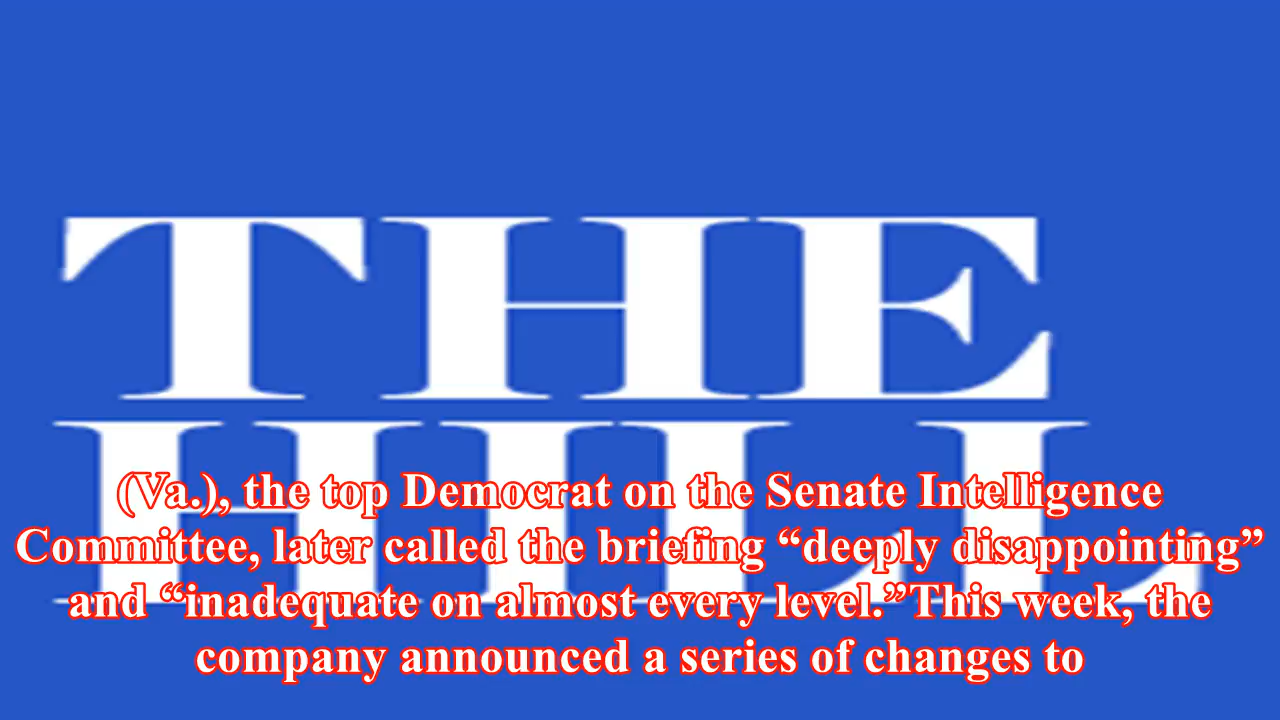 THE
HILL
(Va.), the top Democrat on the Senate Intelligence
Committee, later called the briefing “deeply disappointing”
and “inadequate on almost every level.”This week, the
company announced a series of changes to